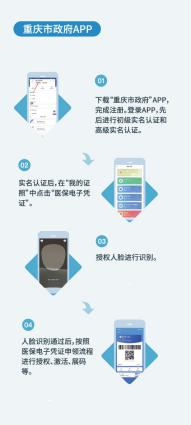 重庆市政府APP
01
下载“重庆市政府”APP，
完成注册。登录APP，先
后进行初级实名认证和
高级实名认证。
02
实名认证后，在“我的证
照”中点击“医保电子凭
证”。
03
授权人脸进行识别。
04
人脸识别通过后，按照
医保电子凭证申领流程
进行授权、激活、展码
等。